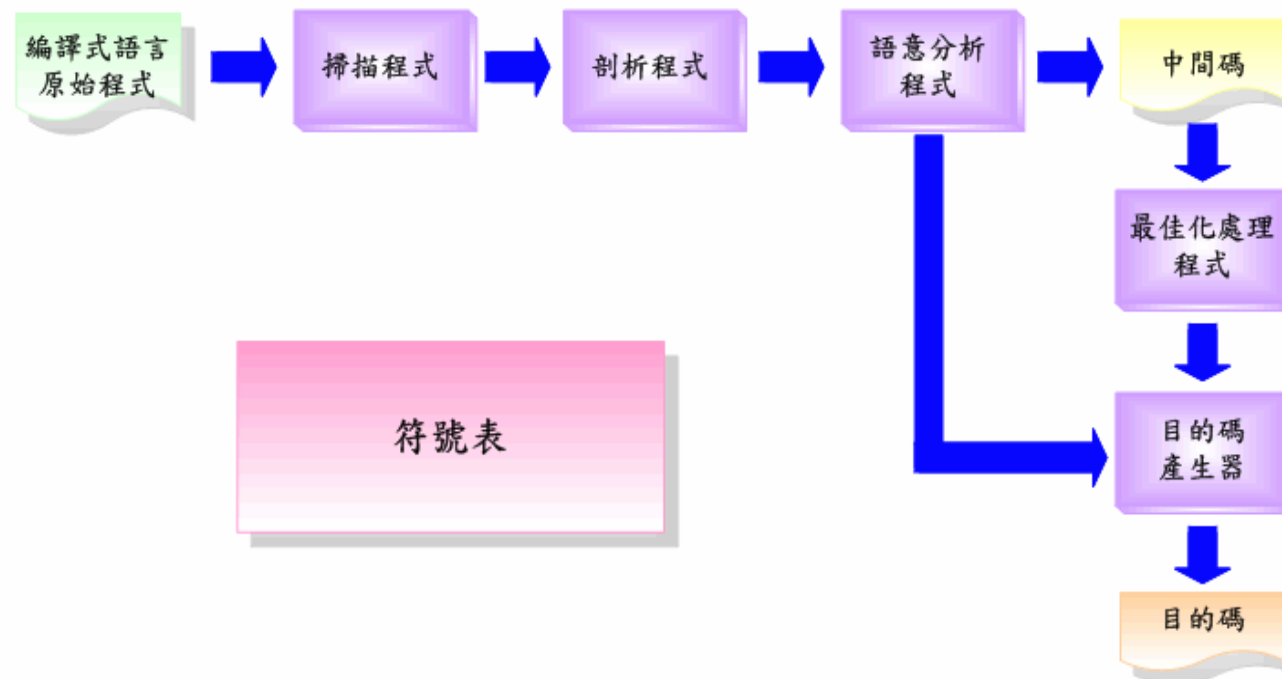 編譯式語言
原始程式
掃描程式
剖析程式
語意分析
程式
中間碼
最佳化處理
程式
符號表
目的碼
產生器
目的碼